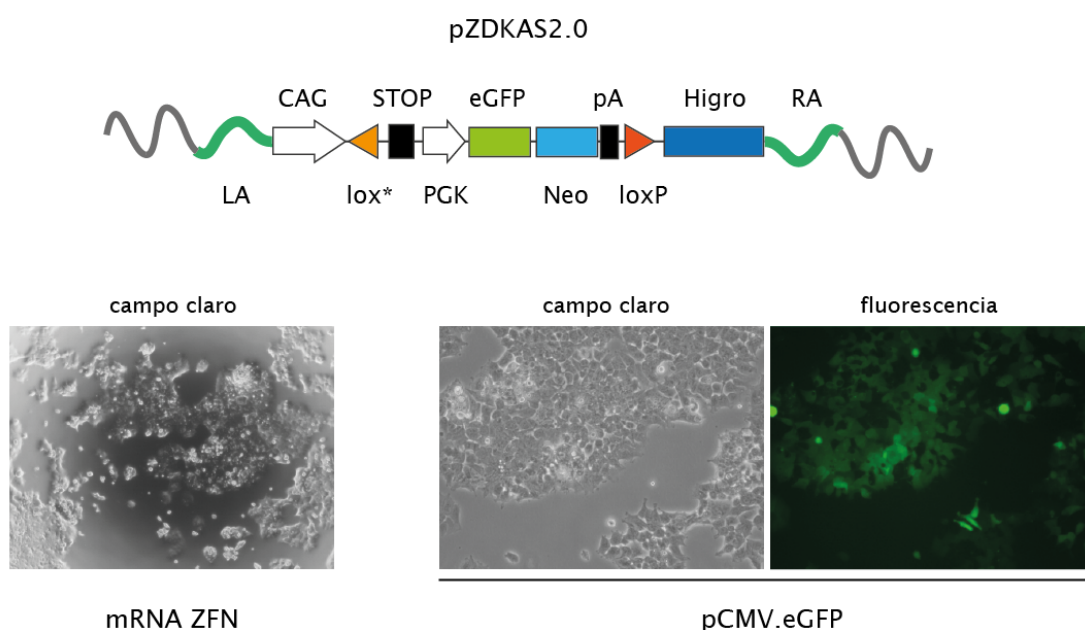 pZDKAS2.0
CAG STOP eGFP pA Higro RA
LA lox* PGK Neo loxP
campo claro campo claro fluorescencia
mRNA ZFN pCMV.eGFP